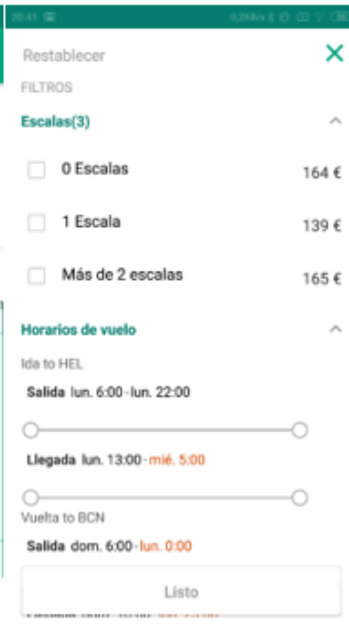 20:41
Restablecer
FILTROS
Escalas(3)
0 Escalas 164 €
1 Escala 139 €
Más de 2 escalas 165 €
Horarios de vuelo
Ida to HEL
Salida lun. 6:00-lun. 22:00
Llegada lun. 13:00-mié. 5:00
Vuelta to BCN
Salida dom. 6:00-lun. 0:00
Listo